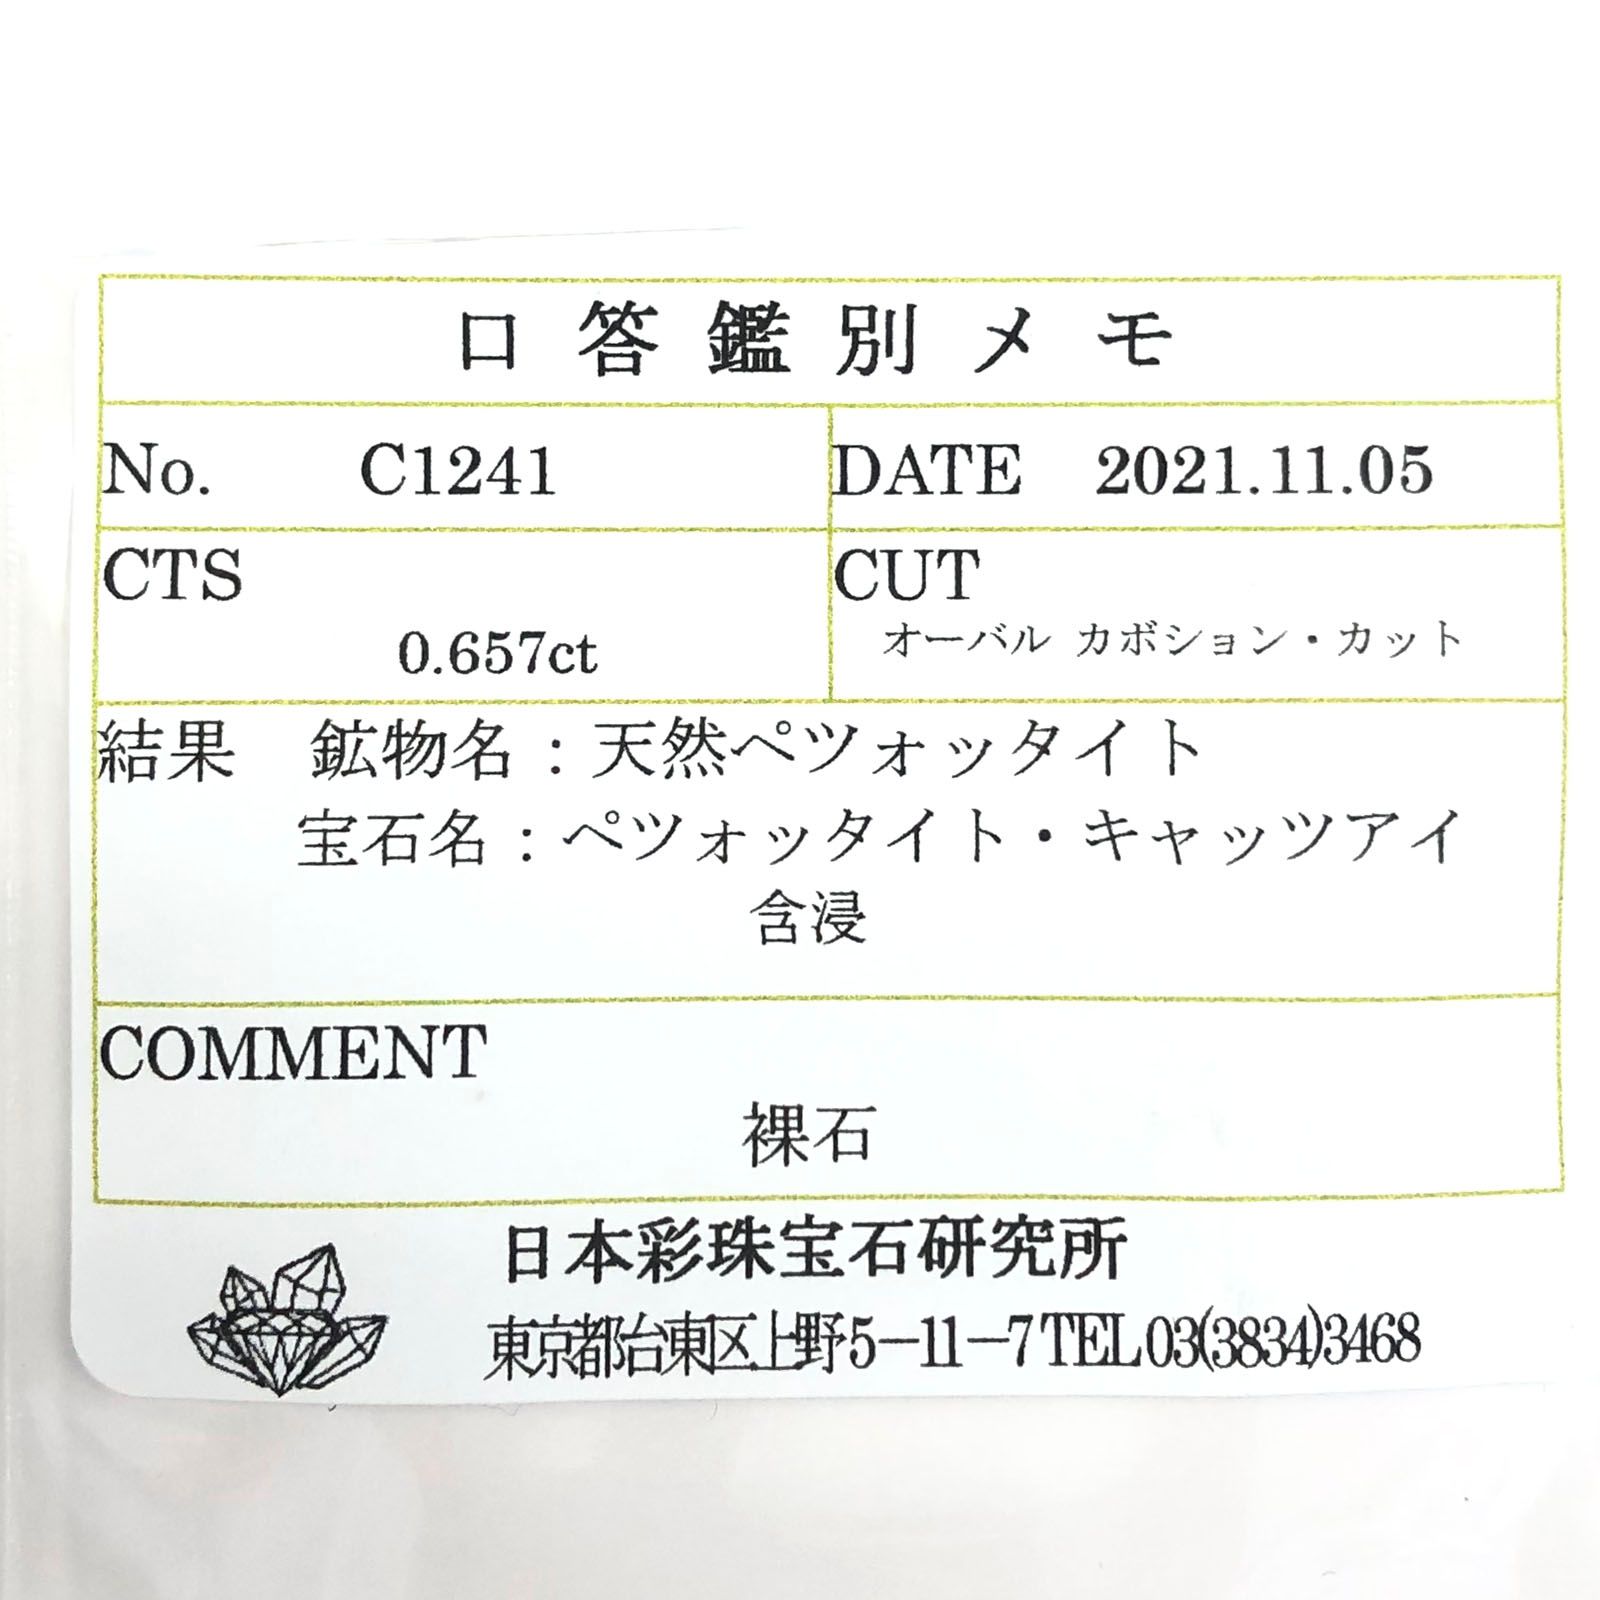 口答鑑別メモ
No. C1241 DATE 2021.11.05
CTS CUT
0.657ct オーバル カボション・カット
結果 鉱物名：天然ペツォッタイト
宝石名：ペツォッタイト・キャッツアイ
含浸
COMMENT
裸石
日本彩珠宝石研究所
東京都台東区上野5－11－7 TEL 03(3834)3468